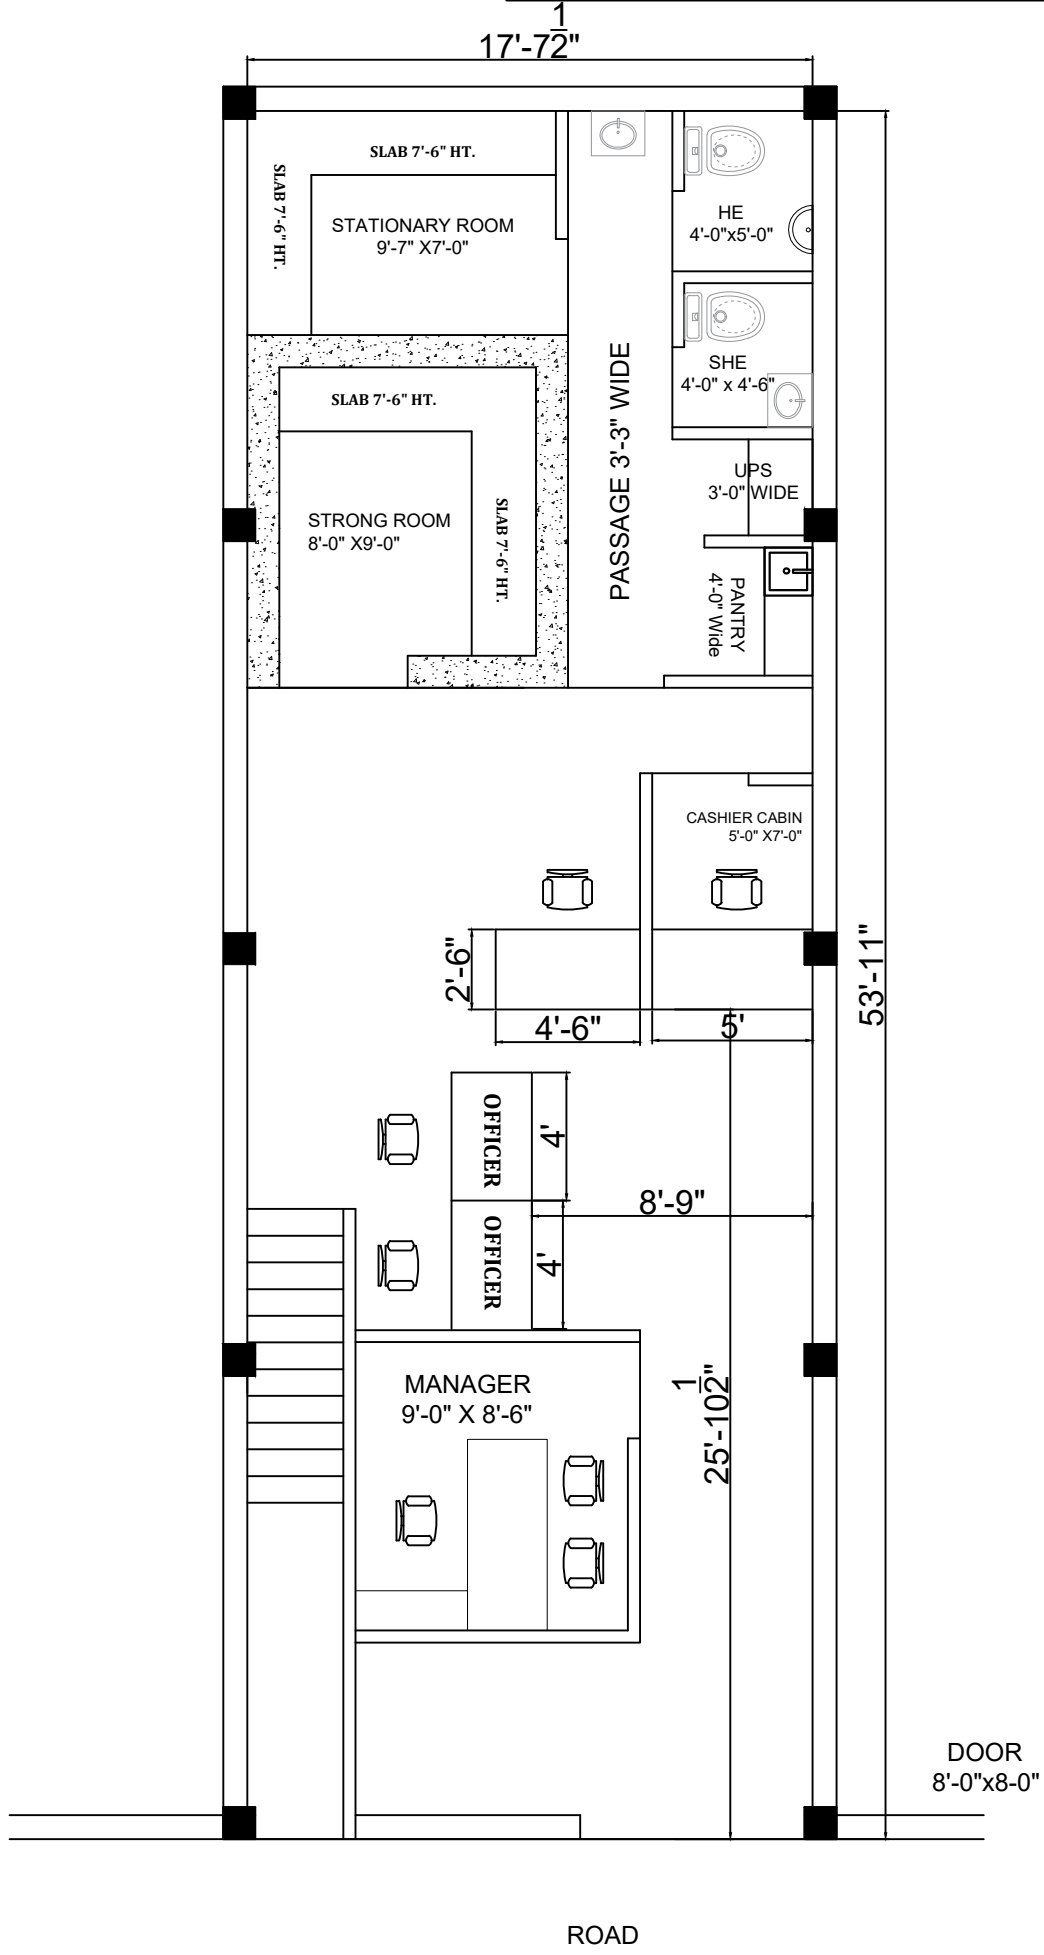 17'-7 1/2"
SLAB 7'-6" HT.
SLAB 7'-6" HT.
STATIONARY ROOM
9'-7" X7'-0"
HE
4'-0"x5'-0"
SHE
4'-0" x 4'-6"
SLAB 7'-6" HT.
PASSAGE 3'-3" WIDE
UPS
3'-0" WIDE
STRONG ROOM
8'-0" X9'-0"
SLAB 7'-6" HT.
PANTRY
4'-0" Wide
CASHIER CABIN
5'-0" X7'-0"
53'-11"
2'-6"
4'-6"
5'
OFFICER
4'
8'-9"
OFFICER
4'
MANAGER
9'-0" X 8'-6"
25'-10 1/2"
DOOR
8'-0"x8-0"
ROAD